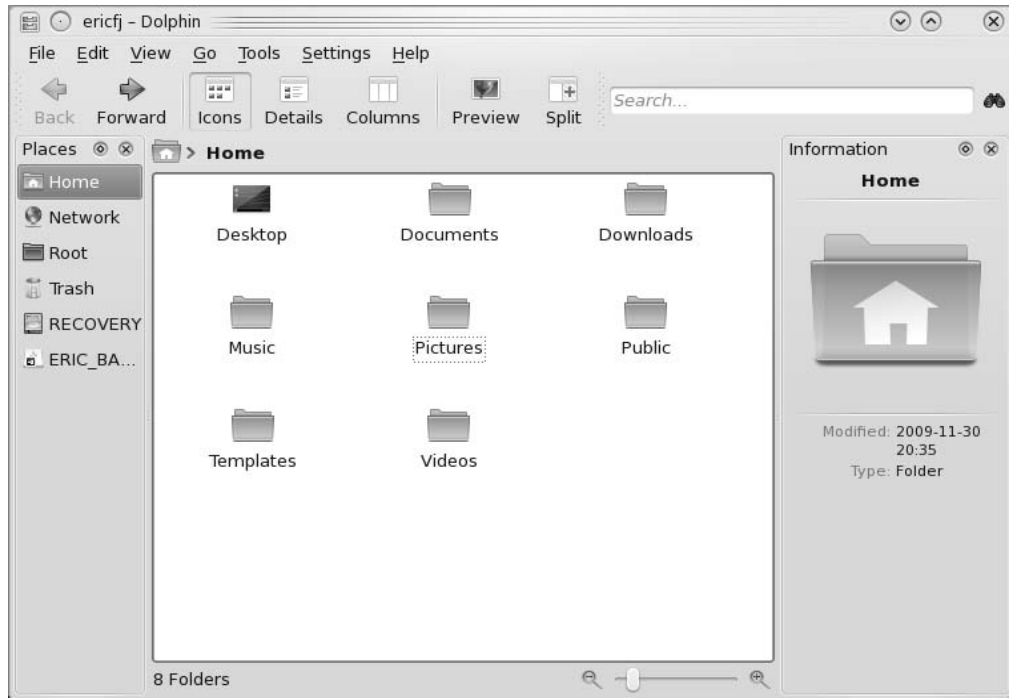 ericfj – Dolphin
File Edit View Go Tools Settings Help
Back Forward Icons Details Columns Preview Split Search...
Places
Home
Network
Root
Trash
RECOVERY
ERIC_BA...
Home
Desktop Documents Downloads
Music Pictures Public
Templates Videos
8 Folders
Information
Home
Modified: 2009-11-30
20:35
Type: Folder